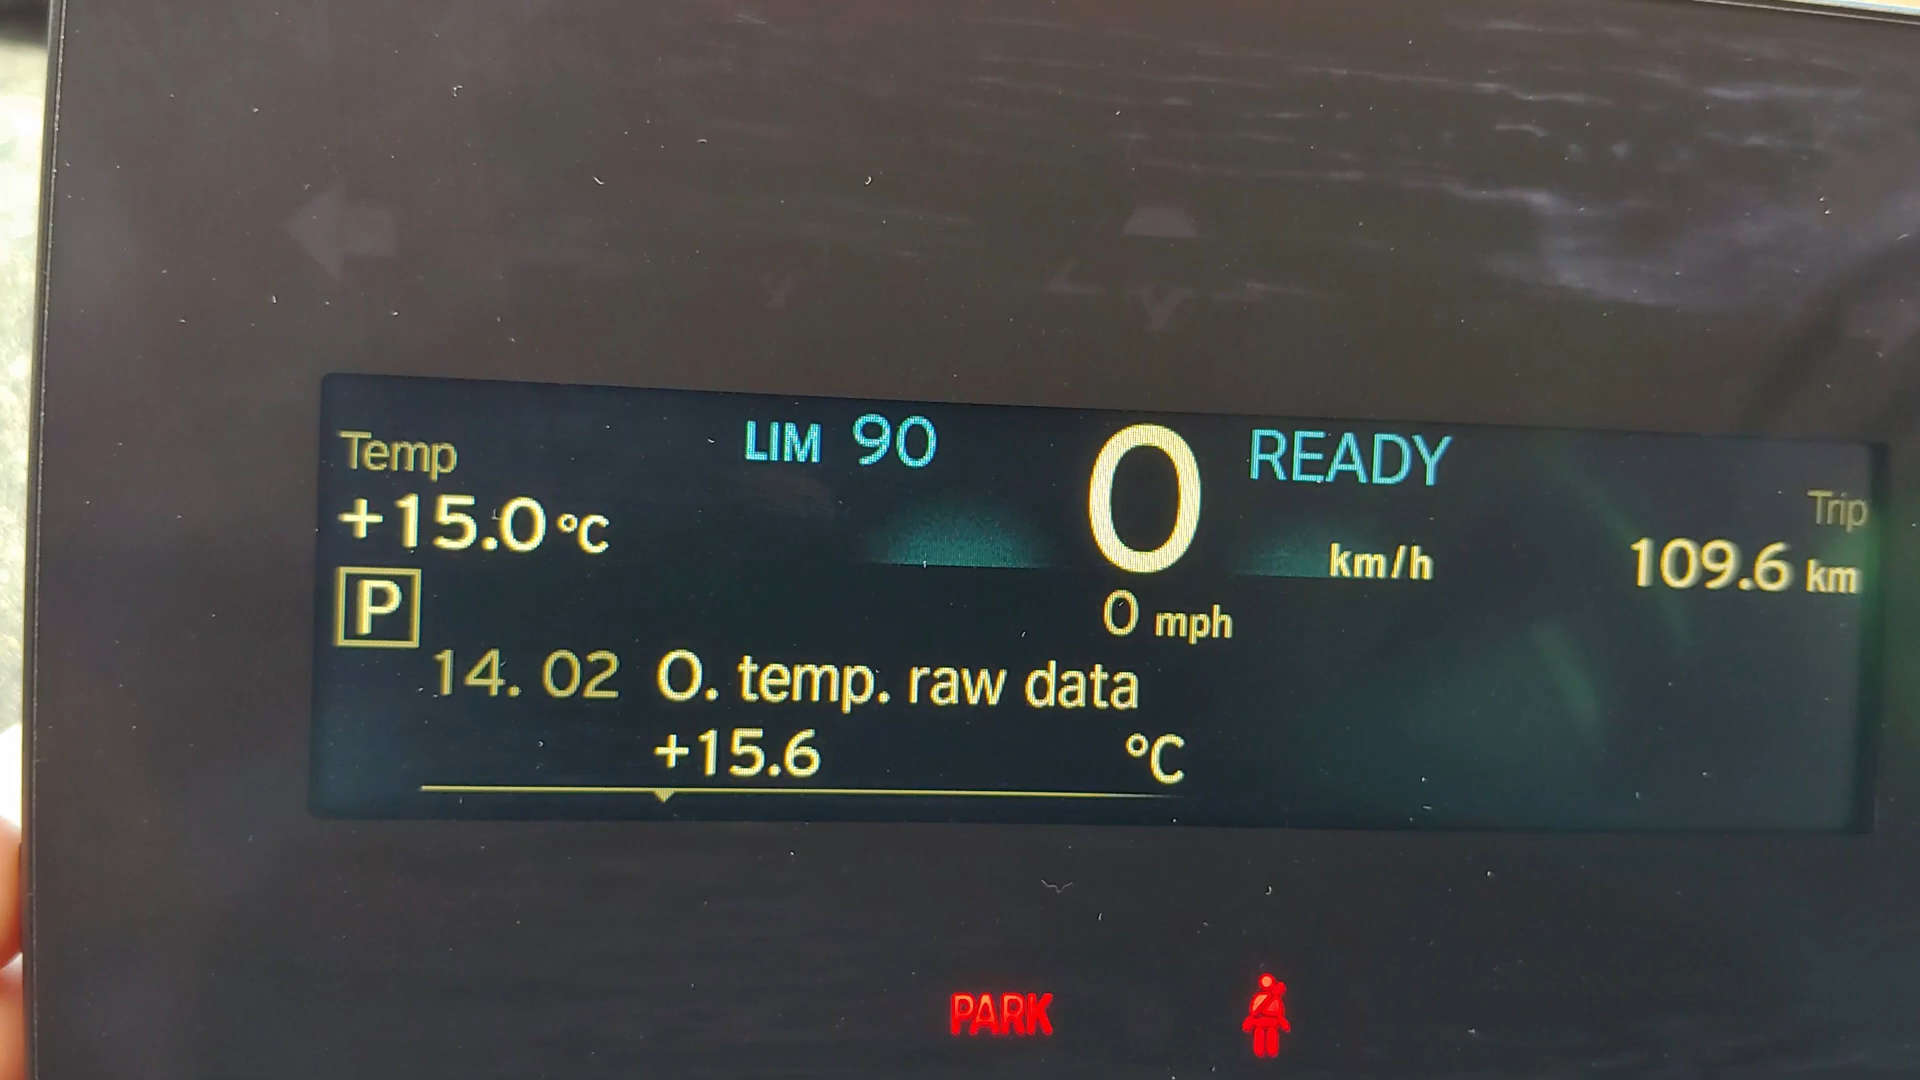 Temp
LIM 90
0
READY
+15.0 °C
km/h
Trip
109.6 km
P
0 mph
14. 02 O. temp. raw data
+15.6 °C
PARK